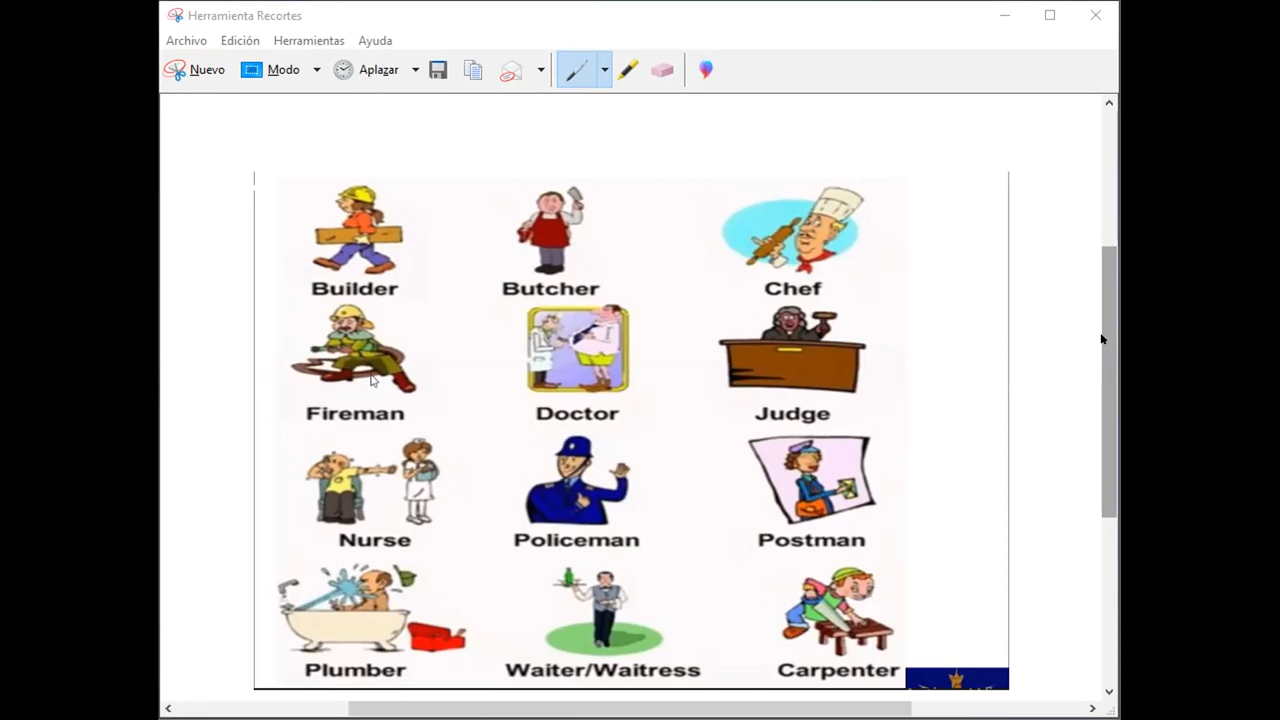 Herramienta Recortes
Archivo Edición Herramientas Ayuda
Nuevo Modo Aplazar
Builder Butcher Chef
Fireman Doctor Judge
Nurse Policeman Postman
Plumber Waiter/Waitress Carpenter